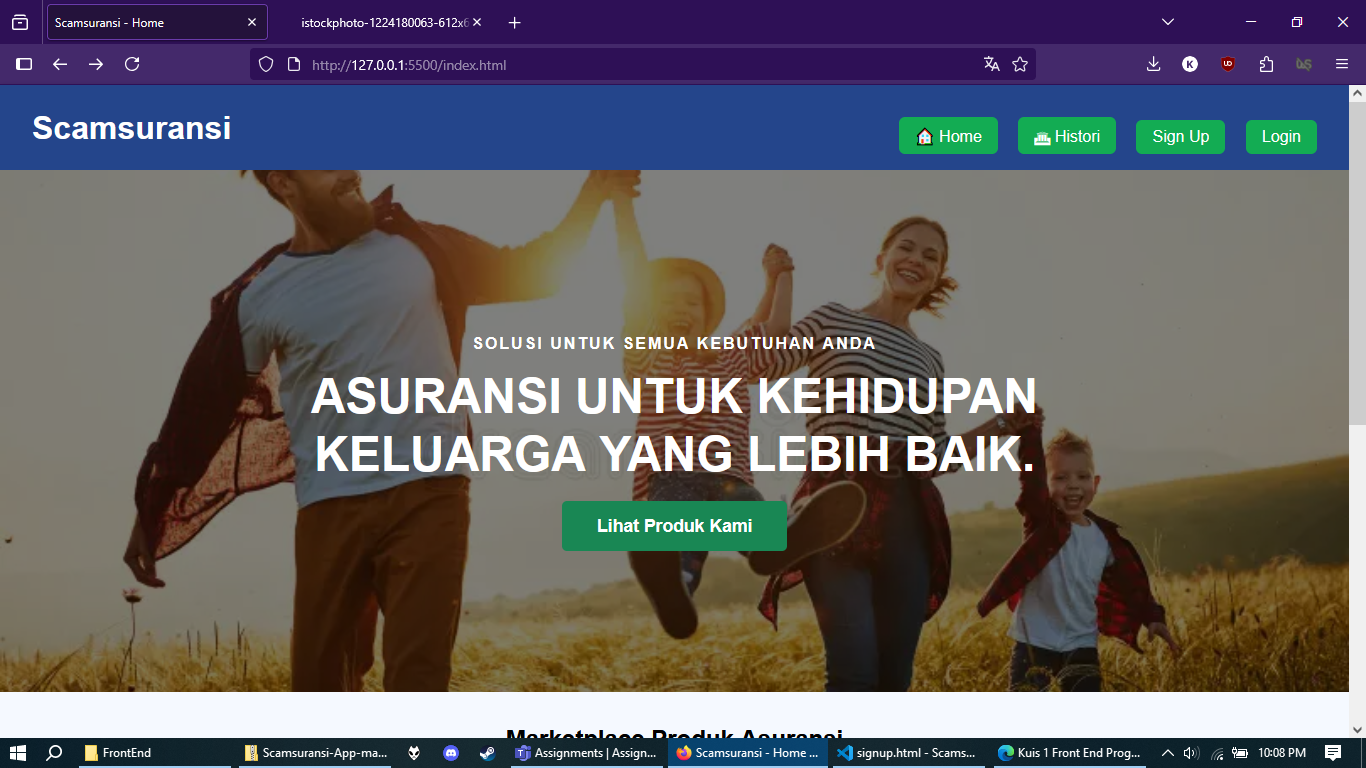 Scamsuransi - Home
istockphoto-1224180063-612x6
http://127.0.0.1:5500/index.html
K
UD
Scamsuransi
Home
Histori
Sign Up
Login
SOLUSI UNTUK SEMUA KEBUTUHAN ANDA
ASURANSI UNTUK KEHIDUPAN
KELUARGA YANG LEBIH BAIK.
Lihat Produk Kami
Marketplace Produk Asuransi
FrontEnd
Scamsuransi-App-ma...
Assignments | Assign...
Scamsuransi - Home ...
signup.html - Scams...
Kuis 1 Front End Prog...
10:08 PM